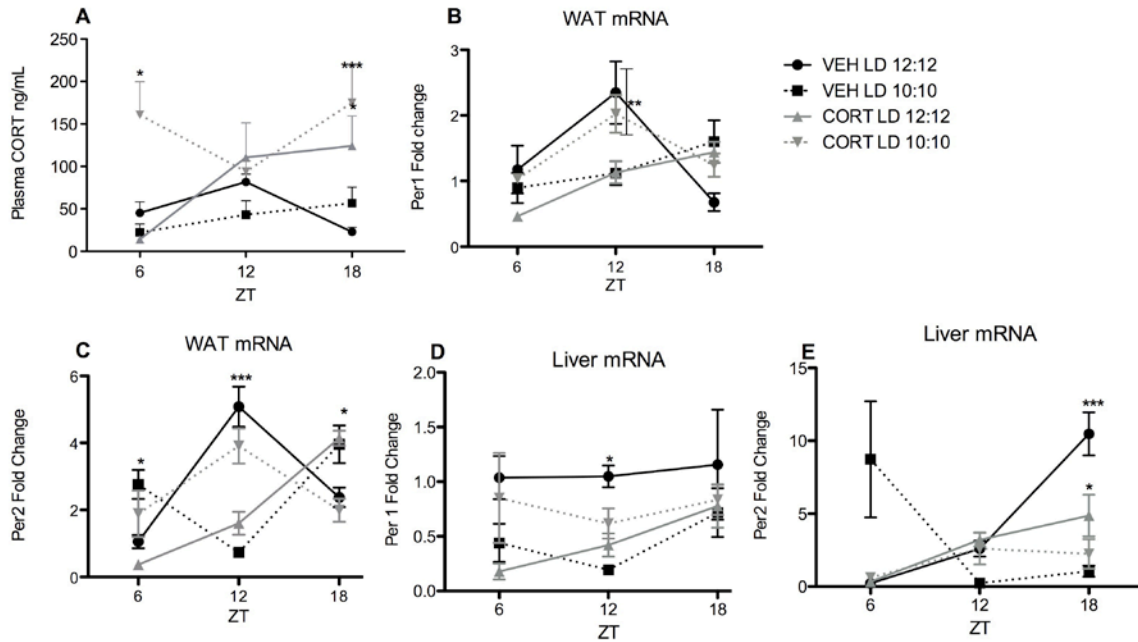 A
250
200
150
100
50
0
Plasma CORT ng/mL
*
***
*
6
12
18
ZT
B
WAT mRNA
3
2
1
0
Per1 Fold change
**
6
12
18
ZT
VEH LD 12:12
VEH LD 10:10
CORT LD 12:12
CORT LD 10:10
C
WAT mRNA
6
4
2
0
Per2 Fold Change
*
***
*
6
12
18
ZT
D
Liver mRNA
2.0
1.5
1.0
0.5
0.0
Per 1 Fold Change
*
6
12
18
ZT
E
Liver mRNA
15
10
5
0
Per2 Fold Change
***
*
6
12
18
ZT